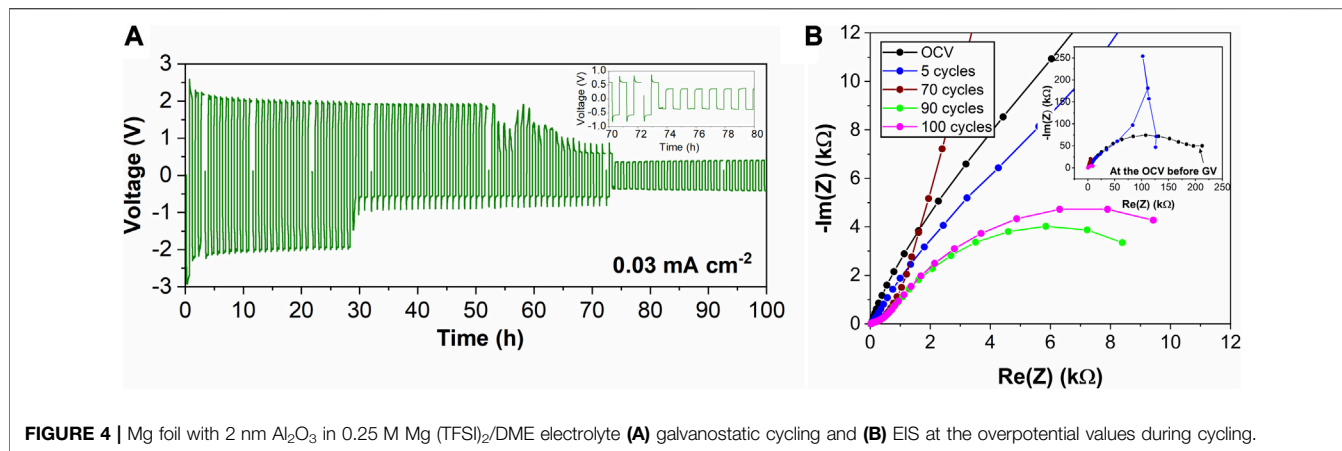 A
3
2
1
0
-1
-2
-3
Voltage (V)
0 10 20 30 40 50 60 70 80 90 100
Time (h)
0.03 mA cm-2
1.0
0.5
0.0
-0.5
-1.0
Voltage (V)
70 72 74 76 78 80
Time (h)
B
12
10
8
6
4
2
0
-Im(Z) (kΩ)
0 2 4 6 8 10 12
Re(Z) (kΩ)
OCV
5 cycles
70 cycles
90 cycles
100 cycles
250
200
150
100
50
0
-Im(Z) (kΩ)
At the OCV before GV
0 50 100 150 200 250
Re(Z) (kΩ)
FIGURE 4 | Mg foil with 2 nm Al2O3 in 0.25 M Mg (TFSI)2/DME electrolyte (A) galvanostatic cycling and (B) EIS at the overpotential values during cycling.